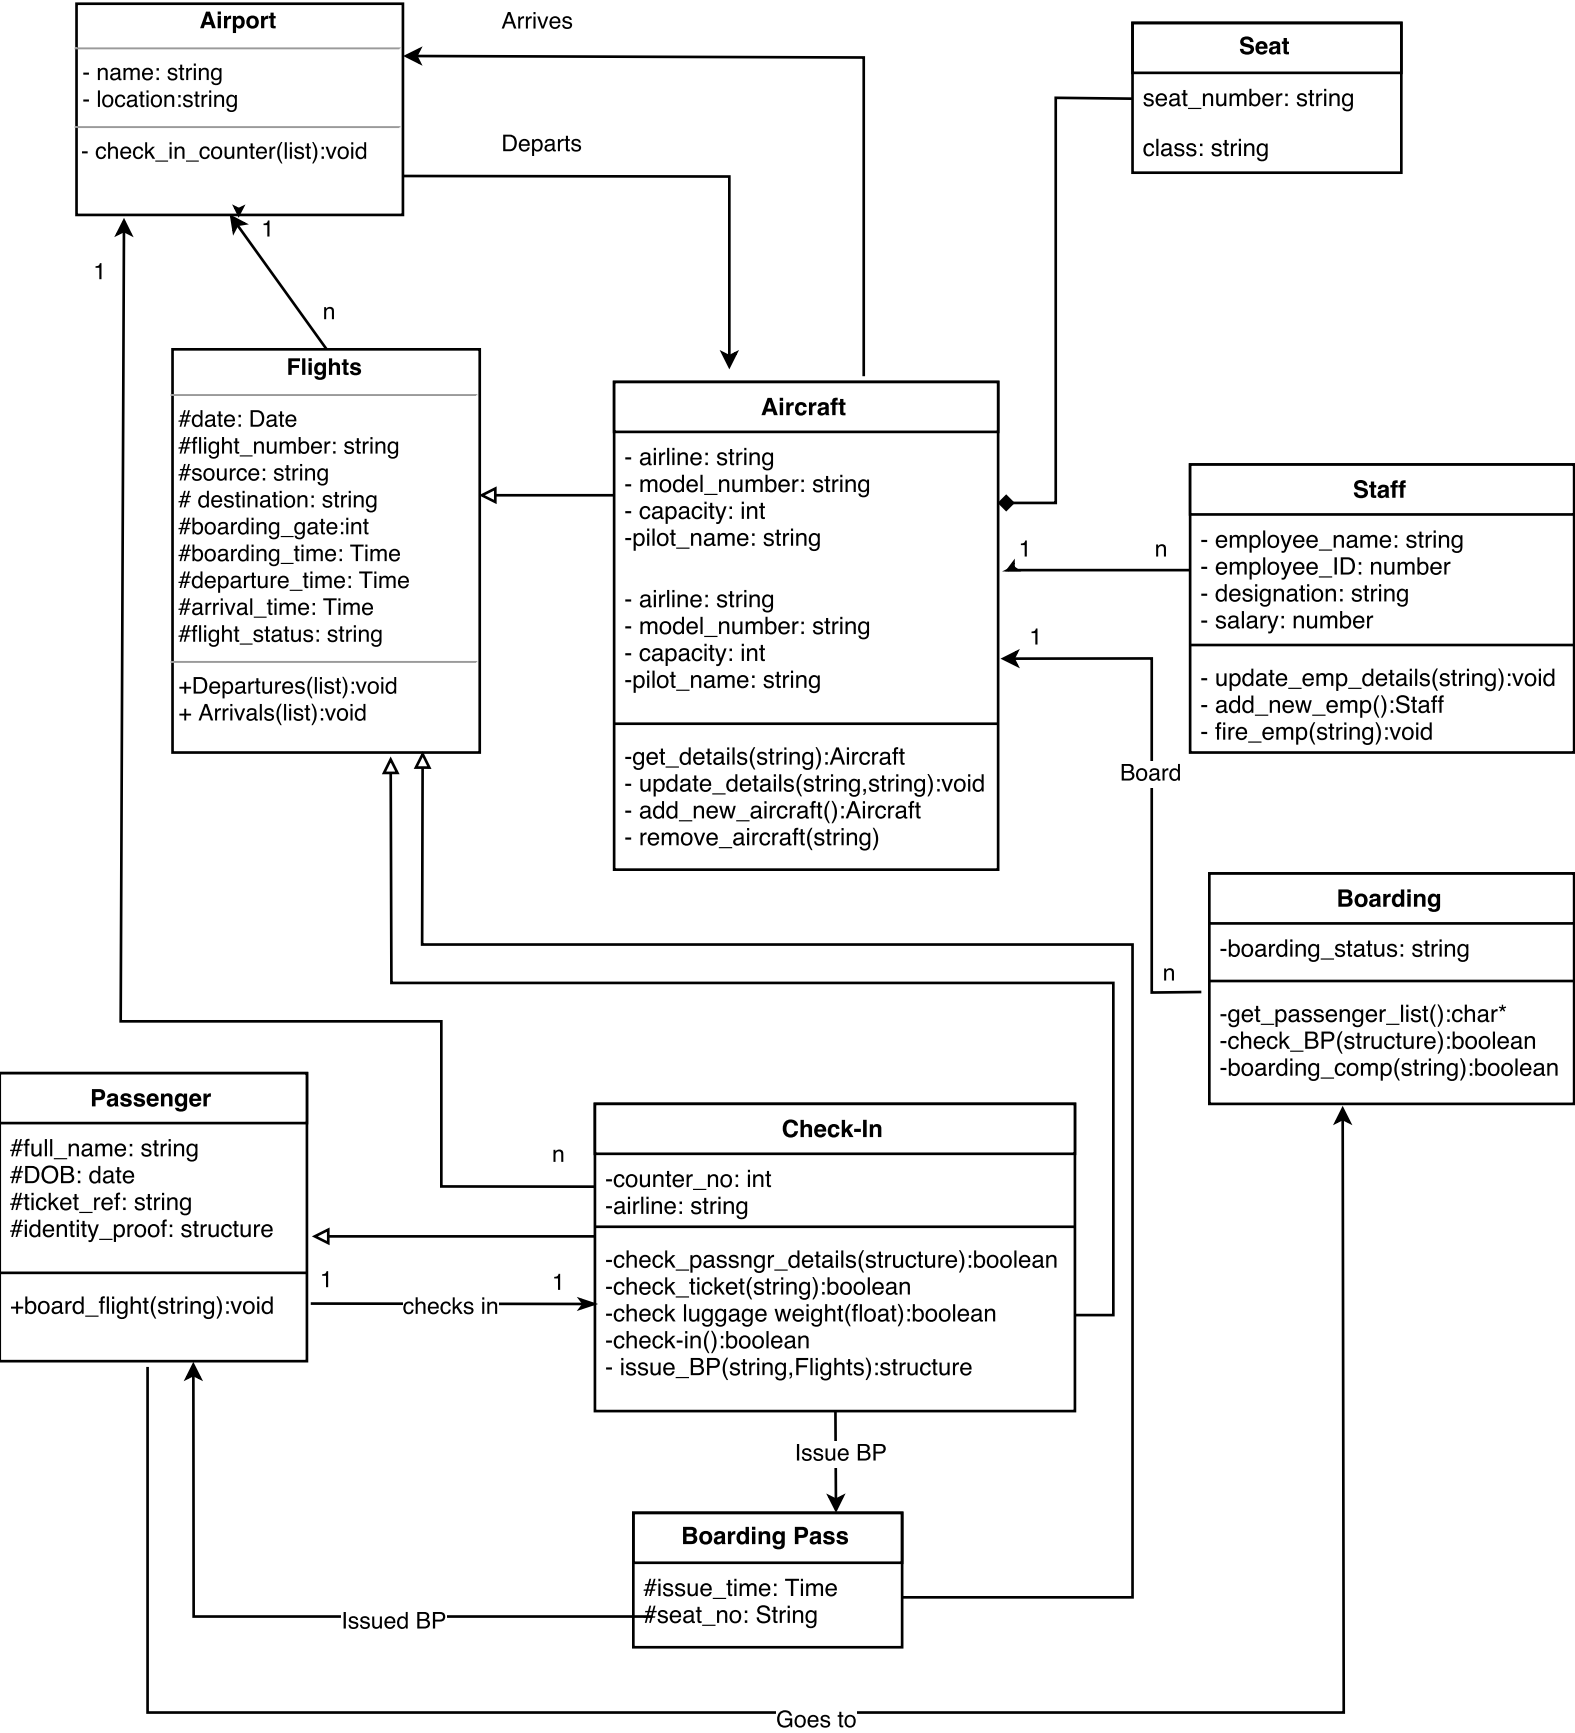 Airport
- name: string
- location:string
- check_in_counter(list):void
Arrives
Departs
Seat
seat_number: string
class: string
1
1
n
Flights
#date: Date
#flight_number: string
#source: string
# destination: string
#boarding_gate:int
#boarding_time: Time
#departure_time: Time
#arrival_time: Time
#flight_status: string
+Departures(list):void
+ Arrivals(list):void
Aircraft
- airline: string
- model_number: string
- capacity: int
-pilot_name: string
- airline: string
- model_number: string
- capacity: int
-pilot_name: string
-get_details(string):Aircraft
- update_details(string,string):void
- add_new_aircraft():Aircraft
- remove_aircraft(string)
1
n
1
Staff
- employee_name: string
- employee_ID: number
- designation: string
- salary: number
- update_emp_details(string):void
- add_new_emp():Staff
- fire_emp(string):void
Board
n
Boarding
-boarding_status: string
-get_passenger_list():char*
-check_BP(structure):boolean
-boarding_comp(string):boolean
Passenger
#full_name: string
#DOB: date
#ticket_ref: string
#identity_proof: structure
+board_flight(string):void
n
1
checks in
1
Check-In
-counter_no: int
-airline: string
-check_passngr_details(structure):boolean
-check_ticket(string):boolean
-check luggage weight(float):boolean
-check-in():boolean
- issue_BP(string,Flights):structure
Issue BP
Boarding Pass
#issue_time: Time
#seat_no: String
Issued BP
Goes to